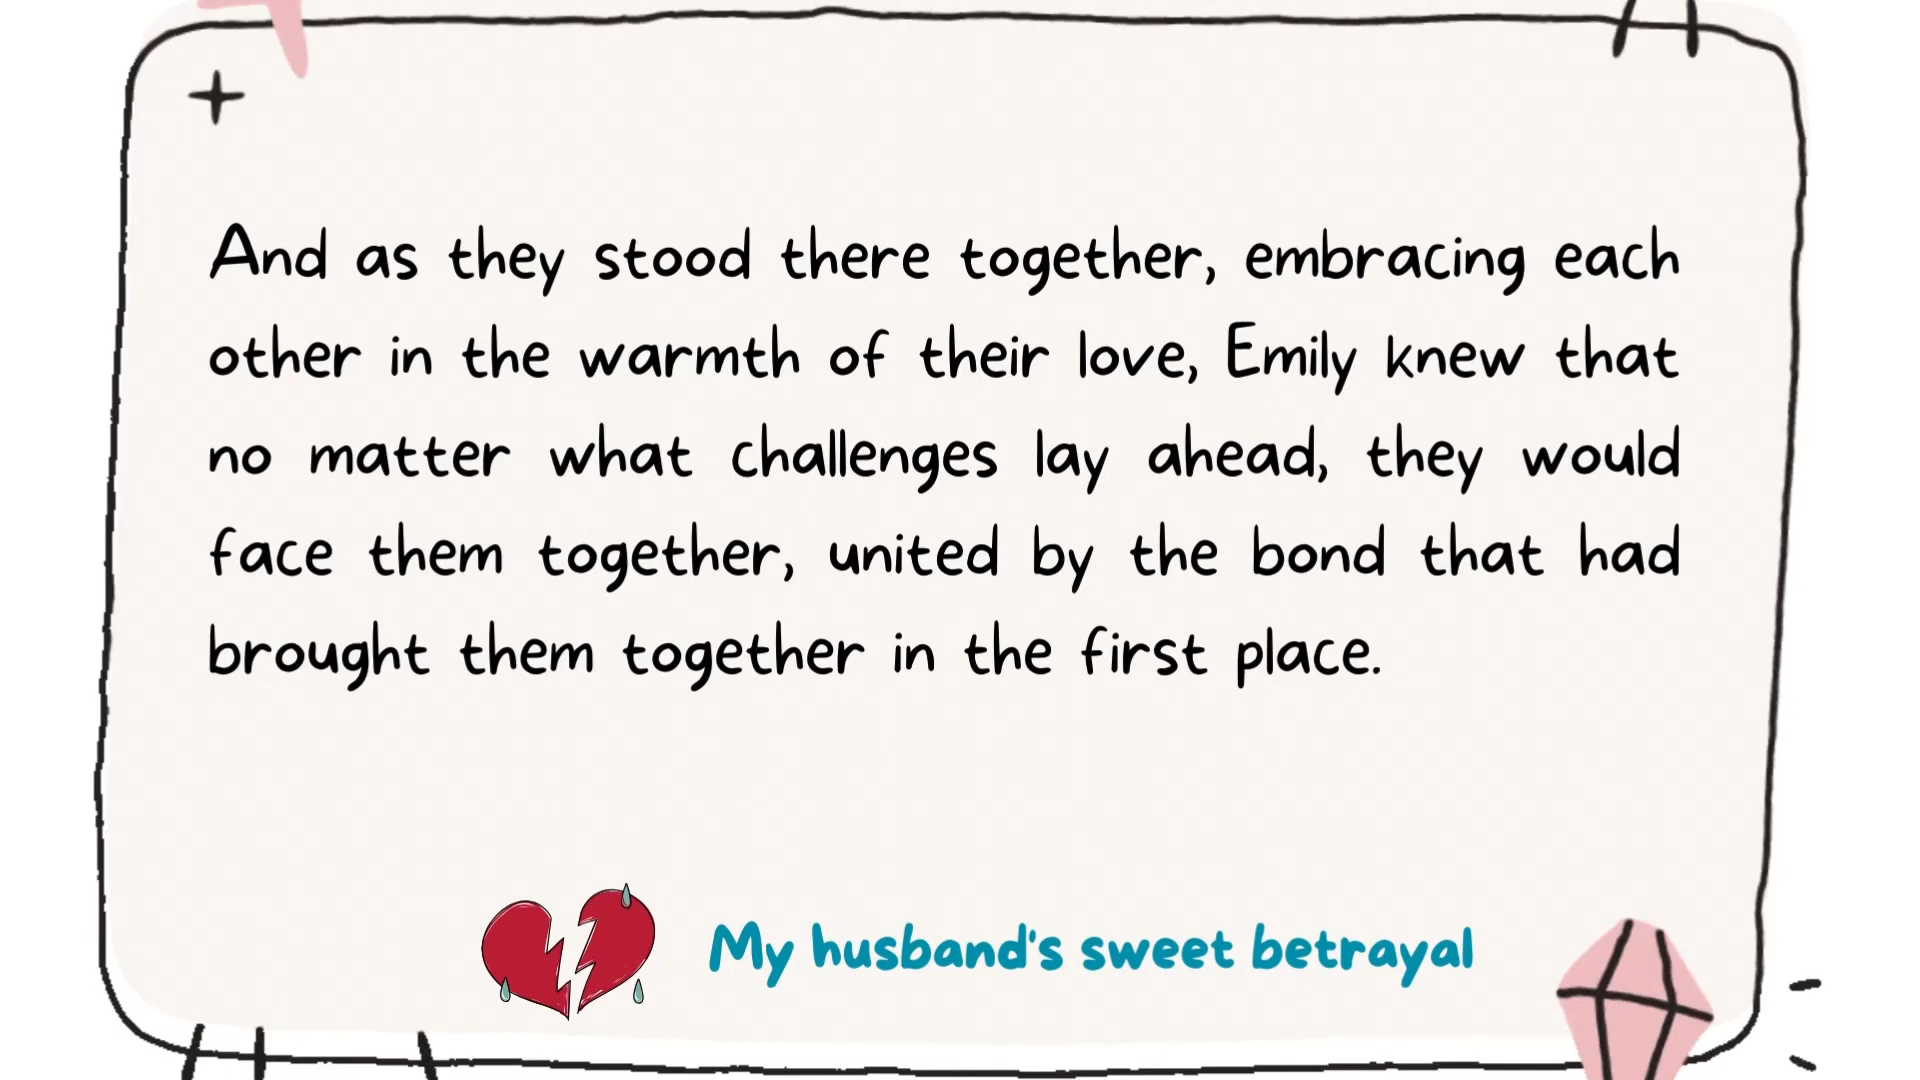 And as they stood there together, embracing each
other in the warmth of their love, Emily knew that
no matter what challenges lay ahead, they would
face them together, united by the bond that had
brought them together in the first place.
My husband's sweet betrayal